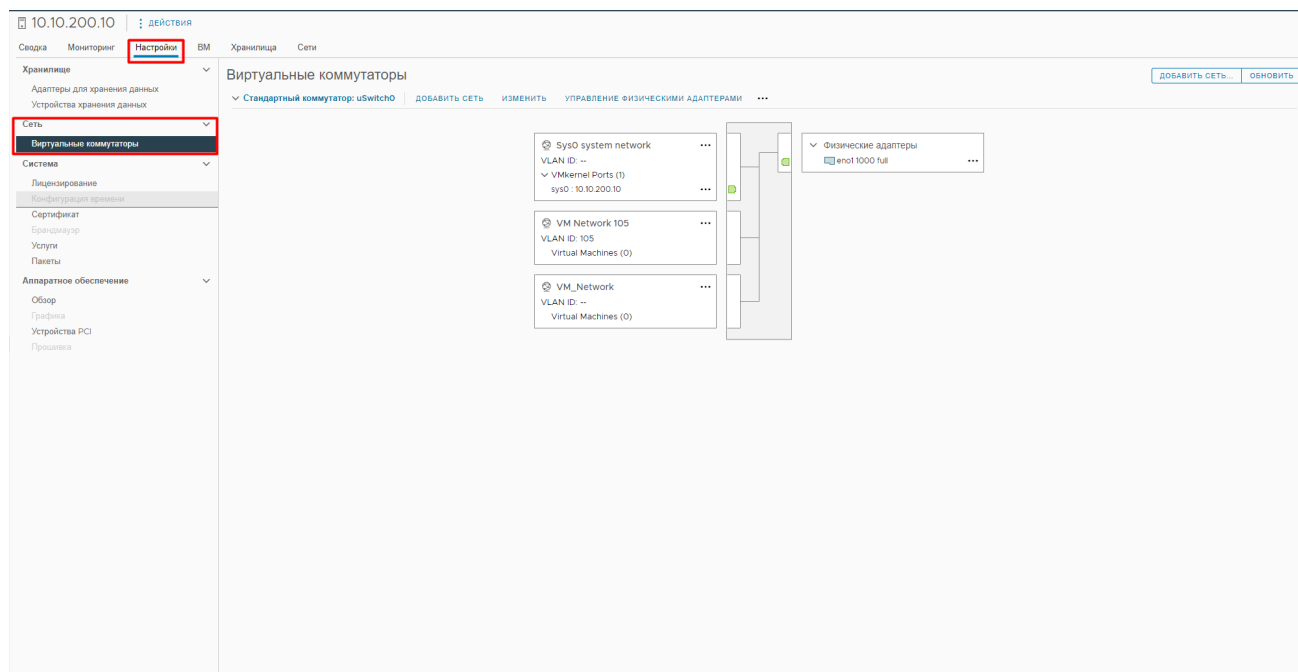 10.10.200.10 ДЕЙСТВИЯ
Сводка Мониторинг Настройки ВМ Хранилища Сети
Хранилище
Адаптеры для хранения данных
Устройства хранения данных
Сеть
Виртуальные коммутаторы
Система
Лицензирование
Конфигурация времени
Сертификат
Брандмауэр
Услуги
Пакеты
Аппаратное обеспечение
Обзор
Графика
Устройства PCI
Прошивка
Виртуальные коммутаторы
ДОБАВИТЬ СЕТЬ... ОБНОВИТЬ
Стандартный коммутатор: uSwitch0 ДОБАВИТЬ СЕТЬ ИЗМЕНИТЬ УПРАВЛЕНИЕ ФИЗИЧЕСКИМИ АДАПТЕРАМИ ...
Sys0 system network ...
VLAN ID: --
VMkernel Ports (1)
sys0 : 10.10.200.10 ...
VM Network 105 ...
VLAN ID: 105
Virtual Machines (0)
VM_Network ...
VLAN ID: --
Virtual Machines (0)
Физические адаптеры
eno1 1000 full ...